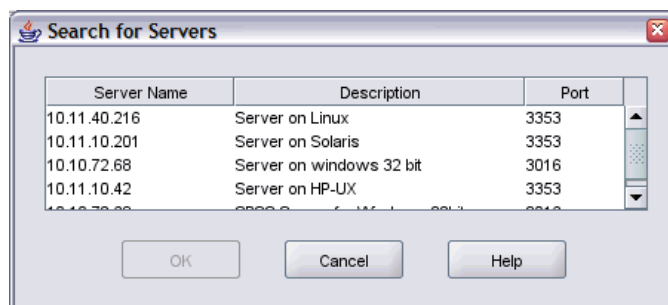 Search for Servers
Server Name Description Port
10.11.40.216 Server on Linux 3353
10.11.10.201 Server on Solaris 3353
10.10.72.68 Server on windows 32 bit 3016
10.11.10.42 Server on HP-UX 3353
OK Cancel Help